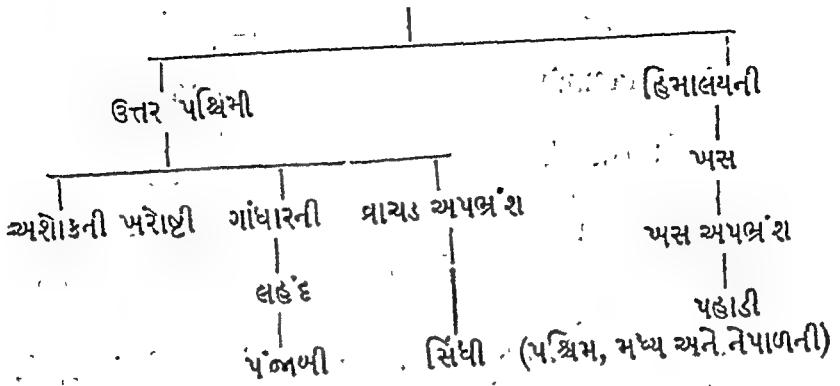 ઉત્તર પશ્ચિમી હિમાલયની
ખસ
અશોકની ખરોષ્ટી ગાંધારની વ્રાચડ અપભ્રંશ
ખસ અપભ્રંશ
લહંદ
પહાડી
પંજાબી સિંધી (પશ્ચિમ, મધ્ય અને નેપાળની)